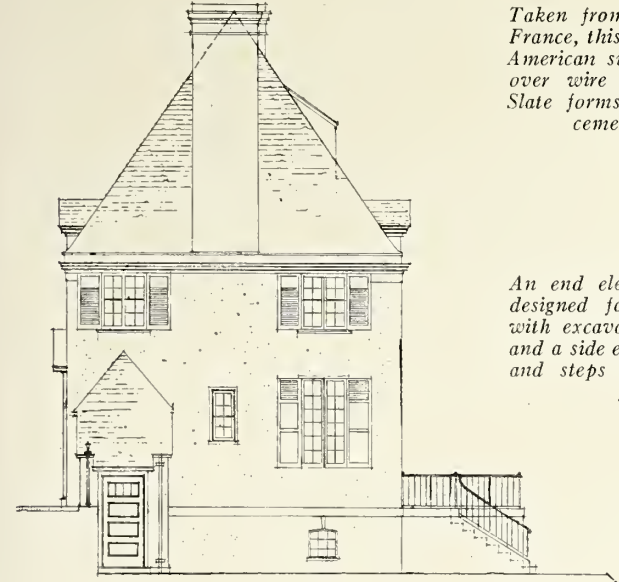 Taken from
France, this
American
over wire
Slate forms
ceme
An end ele
designed fo
with excava
and a side e
and steps